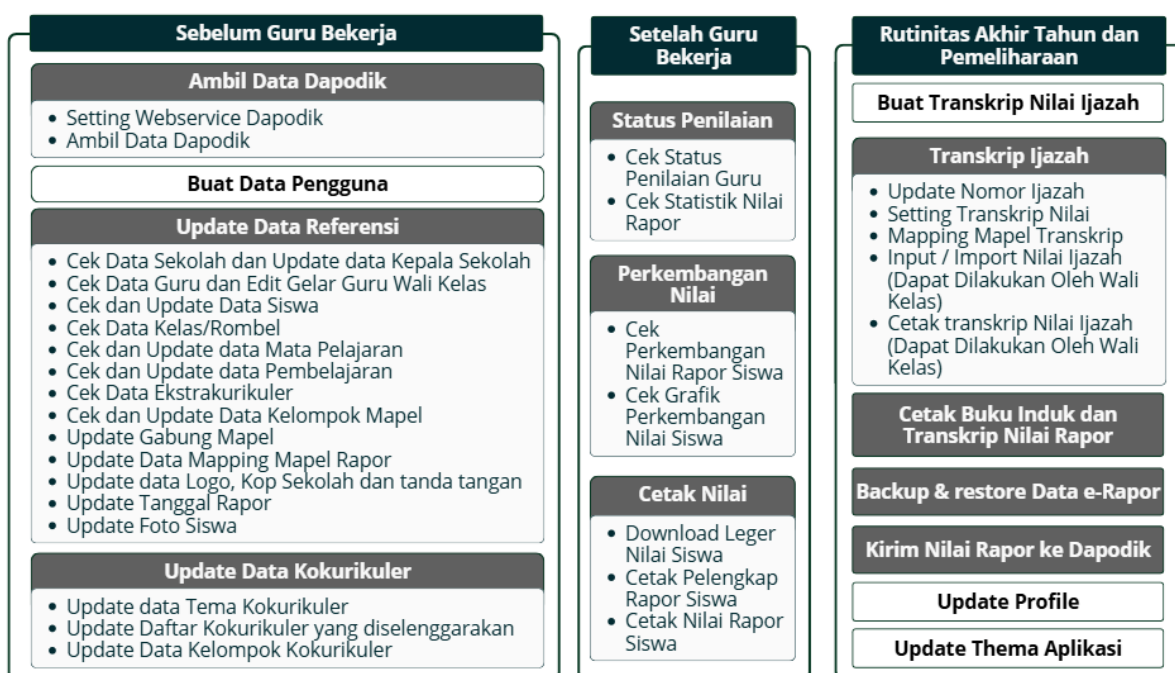 Sebelum Guru Bekerja
Ambil Data Dapodik
• Setting Webservice Dapodik
• Ambil Data Dapodik
Buat Data Pengguna
Update Data Referensi
• Cek Data Sekolah dan Update data Kepala Sekolah
• Cek Data Guru dan Edit Gelar Guru Wali Kelas
• Cek dan Update Data Siswa
• Cek Data Kelas/Rombel
• Cek dan Update data Mata Pelajaran
• Cek dan Update data Pembelajaran
• Cek Data Ekstrakurikuler
• Cek dan Update Data Kelompok Mapel
• Update Gabung Mapel
• Update Data Mapping Mapel Rapor
• Update data Logo, Kop Sekolah dan tanda tangan
• Update Tanggal Rapor
• Update Foto Siswa
Update Data Kokurikuler
• Update data Tema Kokurikuler
• Update Daftar Kokurikuler yang diselenggarakan
• Update Data Kelompok Kokurikuler
Setelah Guru
Bekerja
Status Penilaian
• Cek Status
Penilaian Guru
• Cek Statistik Nilai
Rapor
Perkembangan
Nilai
• Cek
Perkembangan
Nilai Rapor Siswa
• Cek Grafik
Perkembangan
Nilai Siswa
Cetak Nilai
• Download Leger
Nilai Siswa
• Cetak Pelengkap
Rapor Siswa
• Cetak Nilai Rapor
Siswa
Rutinitas Akhir Tahun dan
Pemeliharaan
Buat Transkrip Nilai Ijazah
Transkrip Ijazah
• Update Nomor Ijazah
• Setting Transkrip Nilai
• Mapping Mapel Transkrip
• Input / Import Nilai Ijazah
(Dapat Dilakukan Oleh Wali
Kelas)
• Cetak transkrip Nilai Ijazah
(Dapat Dilakukan Oleh Wali
Kelas)
Cetak Buku Induk dan
Transkrip Nilai Rapor
Backup & restore Data e-Rapor
Kirim Nilai Rapor ke Dapodik
Update Profile
Update Thema Aplikasi